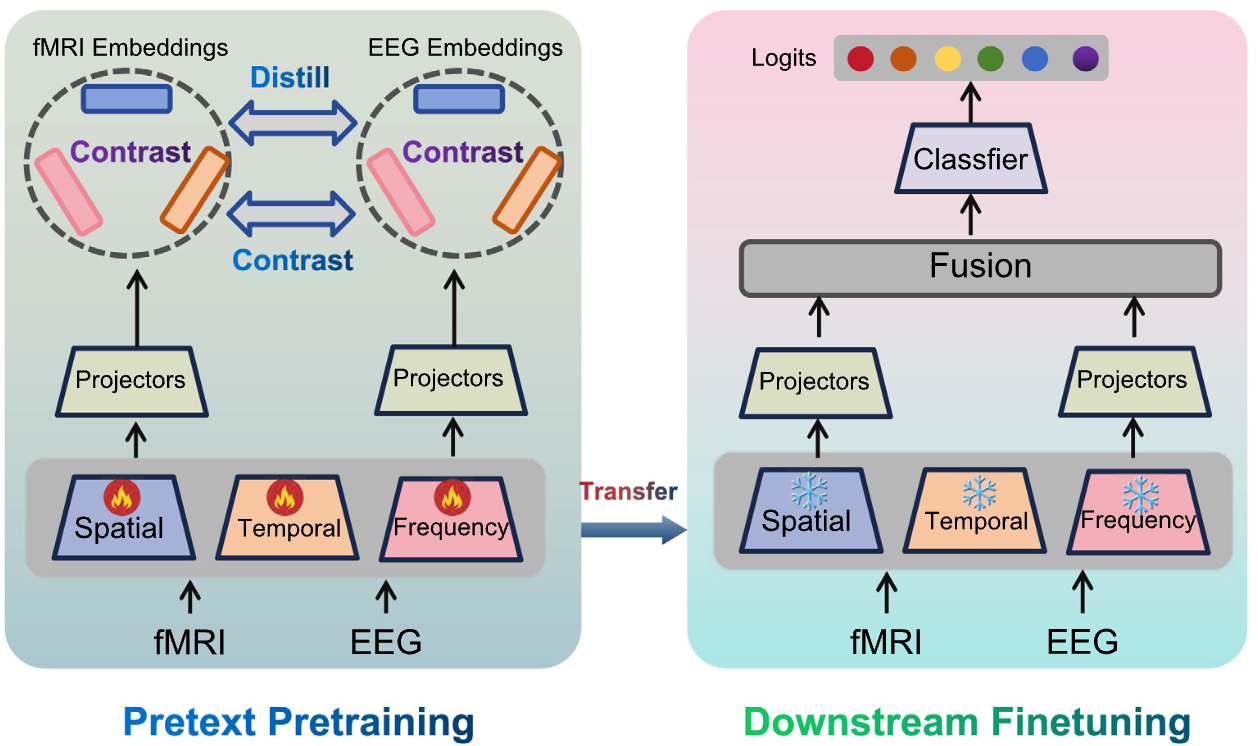 fMRI Embeddings
EEG Embeddings
Distill
Contrast
Contrast
Contrast
Projectors
Projectors
Spatial
Temporal
Frequency
fMRI
EEG
Pretext Pretraining
Transfer
Logits
Classfier
Fusion
Projectors
Projectors
Spatial
Temporal
Frequency
fMRI
EEG
Downstream Finetuning